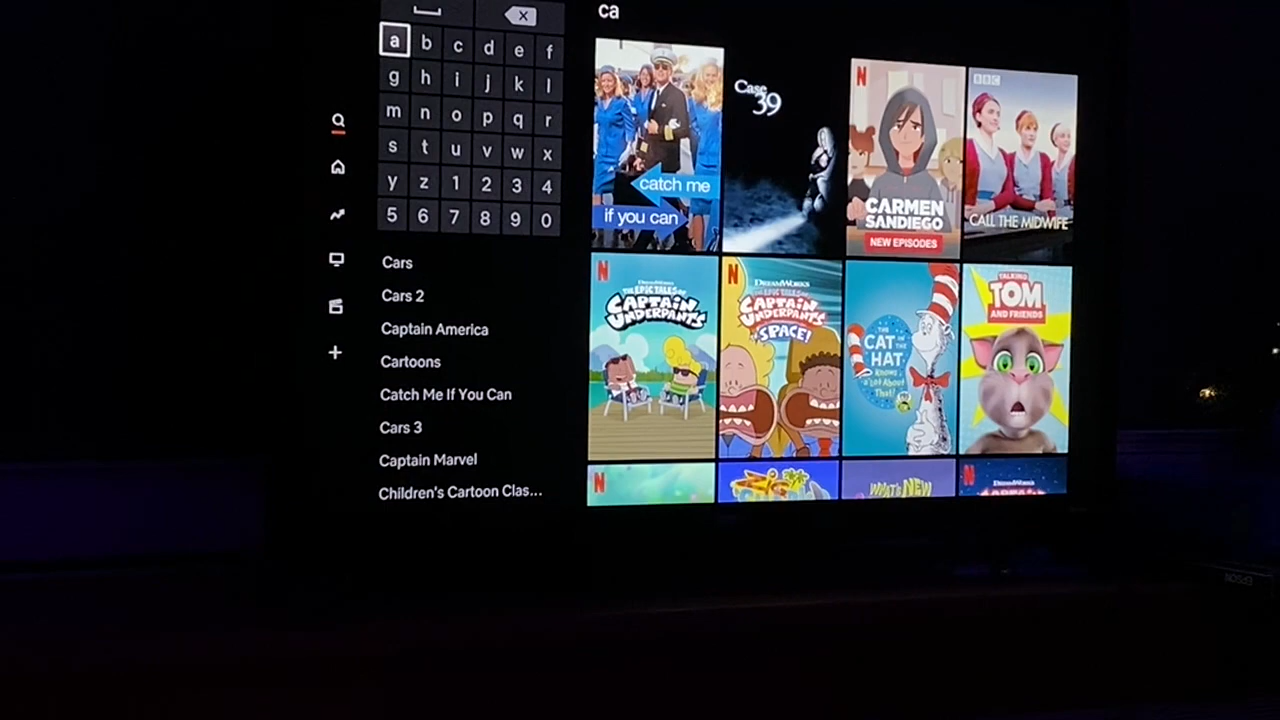 ca
a b c d e f
g h i j k l
m n o p q r
s t u v w x
y z 1 2 3 4
5 6 7 8 9 0
Cars
Cars 2
Captain America
Cartoons
Catch Me If You Can
Cars 3
Captain Marvel
Children's Cartoon Clas...
catch me
if you can
Case
39
N
CARMEN
SANDIEGO
NEW EPISODES
BBC
CALL THE MIDWIFE
N
DREAMWORKS
THE EPIC TALES OF
CAPTAIN
UNDERPANTS
N
DREAMWORKS
THE EPIC TALES OF
CAPTAIN
UNDERPANTS
IN SPACE!
THE
CAT IN THE
HAT
Knows
a Lot About
That!
TALKING
TOM
AND FRIENDS
N
WHAT'S NEW
N
DREAMWORKS
EPSON